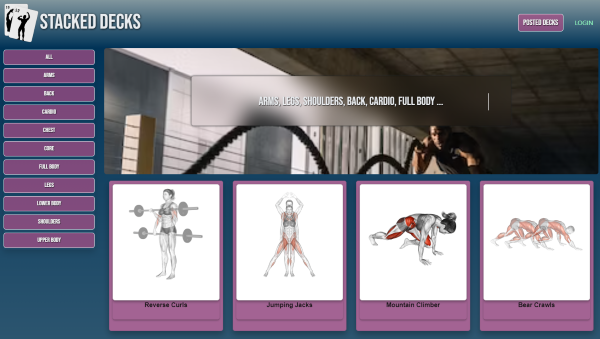 STACKED DECKS
POSTED DECKS
LOGIN
ALL
ARMS
BACK
CARDIO
CHEST
CORE
FULL BODY
LEGS
LOWER BODY
SHOULDERS
UPPER BODY
ARMS, LEGS, SHOULDERS, BACK, CARDIO, FULL BODY ...
Reverse Curls
Jumping Jacks
Mountain Climber
Bear Crawls